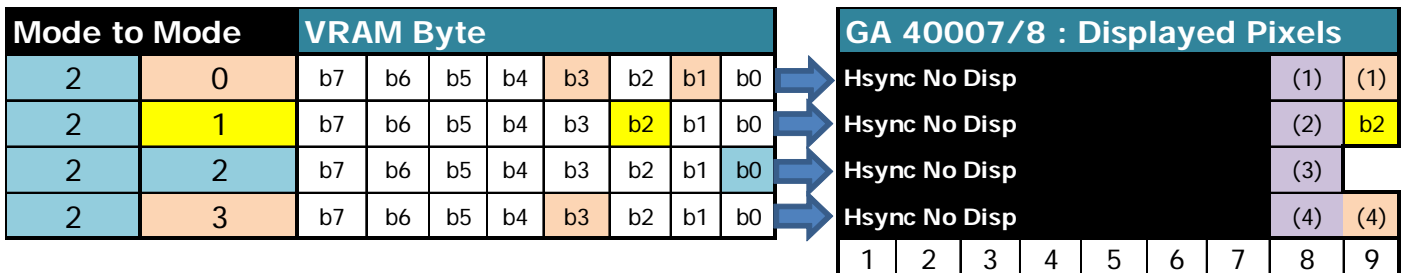 Mode to Mode VRAM Byte GA 40007/8 : Displayed Pixels
2 0 b7 b6 b5 b4 b3 b2 b1 b0 Hsync No Disp (1) (1)
2 1 b7 b6 b5 b4 b3 b2 b1 b0 Hsync No Disp (2) b2
2 2 b7 b6 b5 b4 b3 b2 b1 b0 Hsync No Disp (3)
2 3 b7 b6 b5 b4 b3 b2 b1 b0 Hsync No Disp (4) (4)
1 2 3 4 5 6 7 8 9